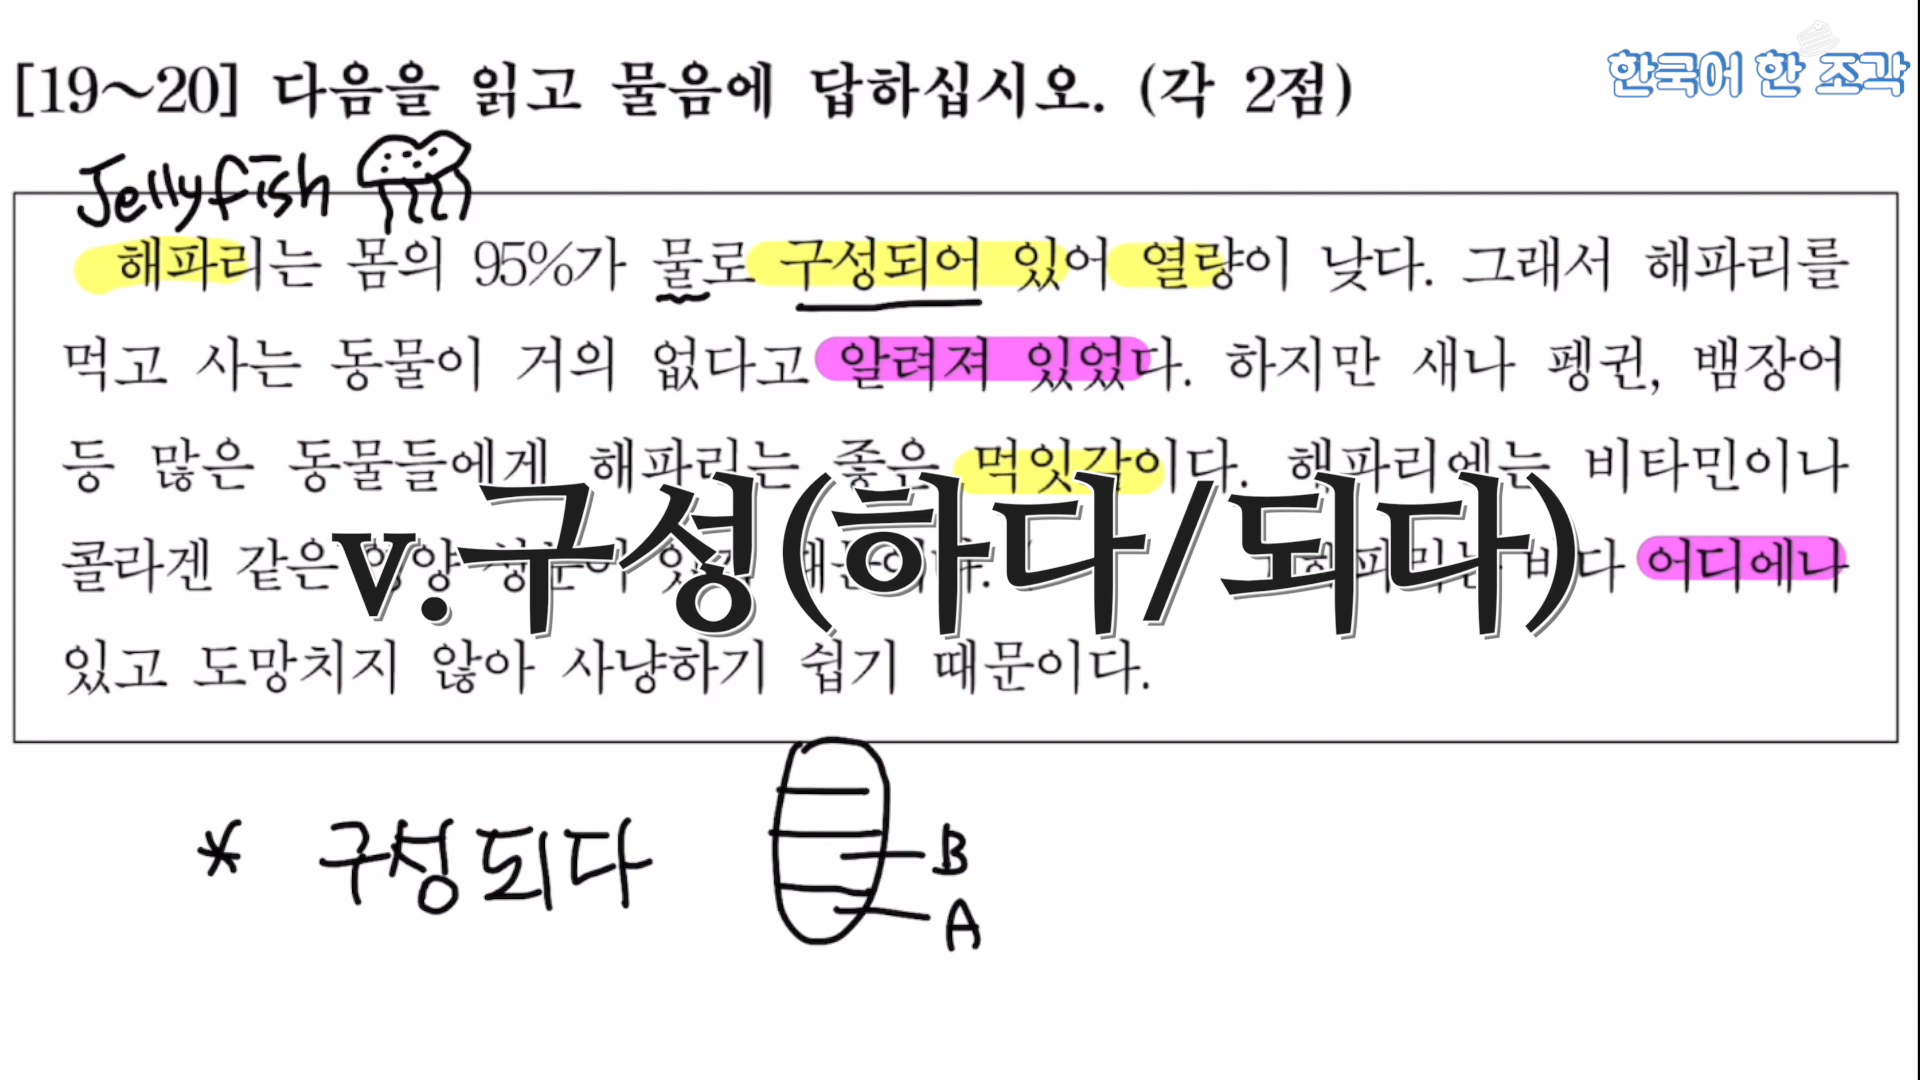 한국어 한 조각
[19~20] 다음을 읽고 물음에 답하십시오. (각 2점)
Jellyfish
해파리는 몸의 95%가 물로 구성되어 있어 열량이 낮다. 그래서 해파리를
먹고 사는 동물이 거의 없다고 알려져 있었다. 하지만 새나 펭귄, 뱀장어
등 많은 동물들에게 해파리는 좋은 먹잇감이다. 해파리에는 비타민이나
콜라겐 같은 바다 어디에나
v.구성(하다/되다)
있고 도망치지 않아 사냥하기 쉽기 때문이다.
* 구성되다
B
A